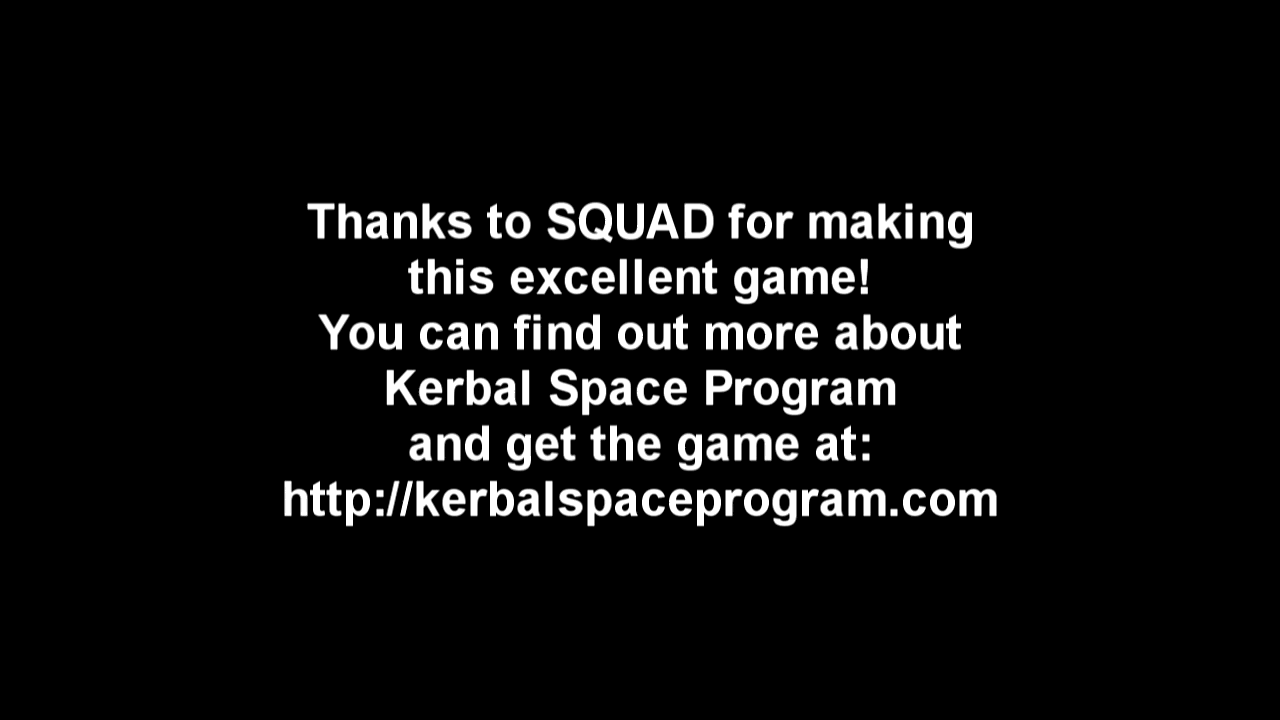 Thanks to SQUAD for making
this excellent game!
You can find out more about
Kerbal Space Program
and get the game at:
http://kerbalspaceprogram.com